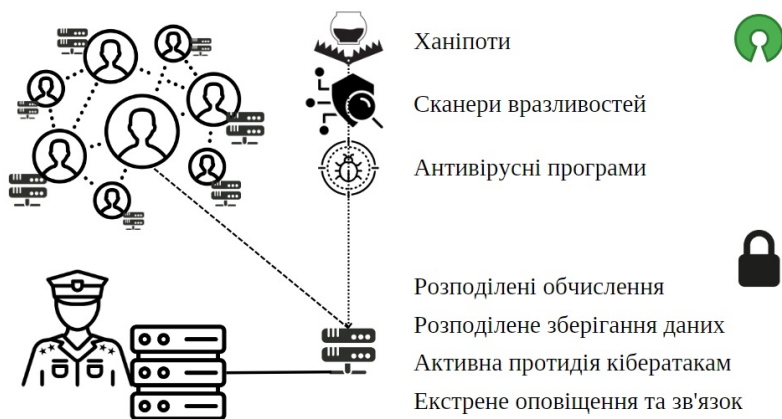 Ханіпоти
Сканери вразливостей
Антивірусні програми
Розподілені обчислення
Розподілене зберігання даних
Активна протидія кібератакам
Екстрене оповіщення та зв'язок